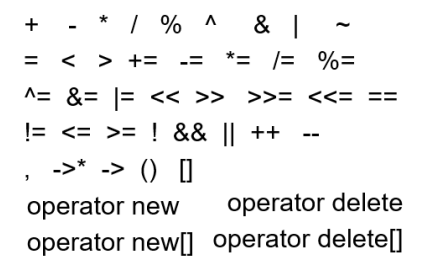 + - * / % ^ & | ~
= < > += -= *= /= %=
^= &= |= << >> >>= <<= ==
!= <= >= ! && || ++ --
, ->* -> () []
operator new operator delete
operator new[] operator delete[]